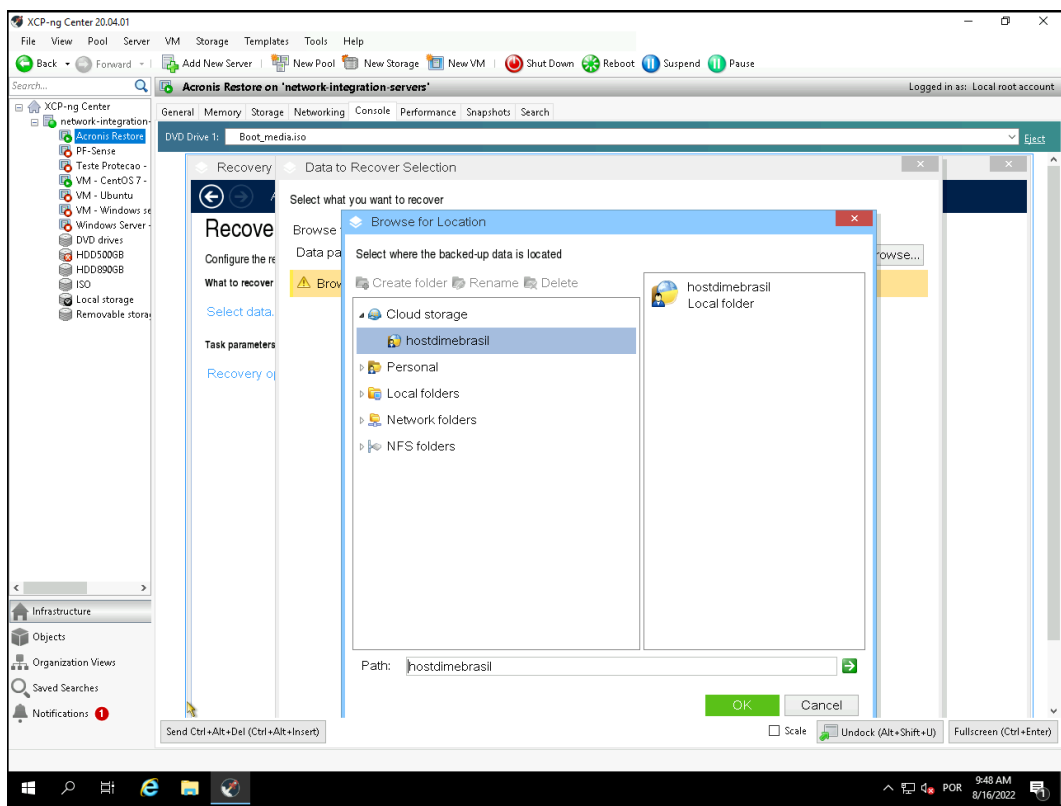 XCP-ng Center 20.04.01
File View Pool Server VM Storage Templates Tools Help
Back Forward Add New Server New Pool New Storage New VM Shut Down Reboot Suspend Pause
Search...
Acronis Restore on 'network-integration-servers'
Logged in as: Local root account
XCP-ng Center
network-integration-
Acronis Restore
PF-Sense
Teste Protecao -
VM - CentOS 7 -
VM - Ubuntu
VM - Windows se
Windows Server -
DVD drives
HDD500GB
HDD890GB
ISO
Local storage
Removable stora
General Memory Storage Networking Console Performance Snapshots Search
DVD Drive 1: Boot_media.iso
Eject
Recovery
Data to Recover Selection
Recove
Configure the re
What to recover
Select data.
Task parameters
Recovery op
Select what you want to recover
Browse
Data pa
rowse...
Brow
Browse for Location
Select where the backed-up data is located
Create folder Rename Delete
Cloud storage
hostdimebrasil
Personal
Local folders
Network folders
NFS folders
hostdimebrasil
Local folder
Path: hostdimebrasil
OK Cancel
Infrastructure
Objects
Organization Views
Saved Searches
Notifications 1
Send Ctrl+Alt+Del (Ctrl+Alt+Insert)
Scale
Undock (Alt+Shift+U)
Fullscreen (Ctrl+Enter)
POR
9:48 AM
8/16/2022
1